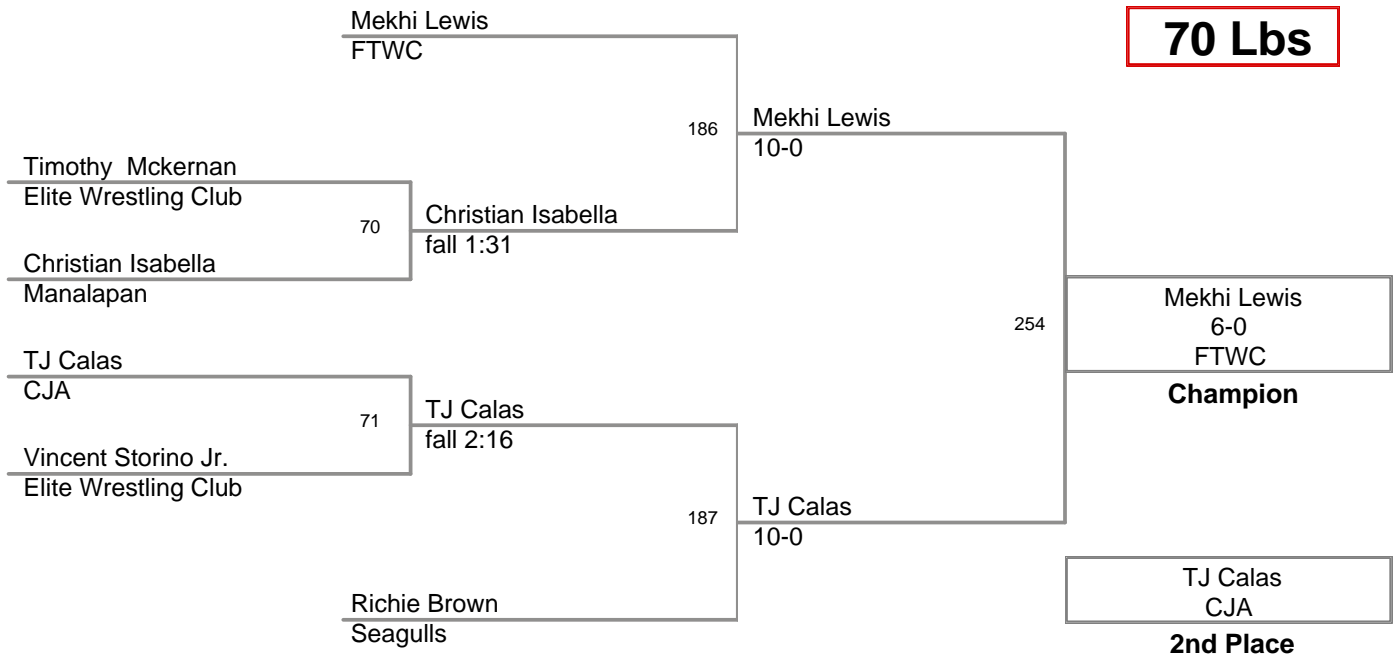 Mekhi Lewis
FTWC
70 Lbs
186
Mekhi Lewis
10-0
Timothy  Mckernan
Elite Wrestling Club
70
Christian Isabella
fall 1:31
Christian Isabella
Manalapan
254
Mekhi Lewis
6-0
FTWC
Champion
TJ Calas
CJA
71
TJ Calas
fall 2:16
Vincent Storino Jr.
Elite Wrestling Club
187
TJ Calas
10-0
Richie Brown
Seagulls
TJ Calas
CJA
2nd Place